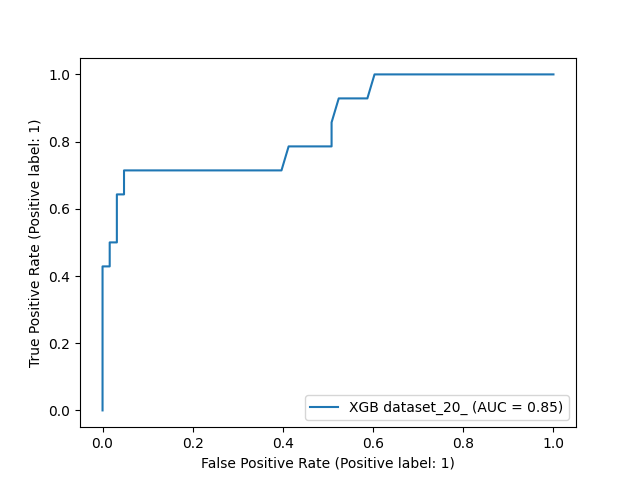 1.0
0.8
0.6
0.4
0.2
0.0
True Positive Rate (Positive label: 1)
XGB dataset_20_ (AUC = 0.85)
0.0 0.2 0.4 0.6 0.8 1.0
False Positive Rate (Positive label: 1)